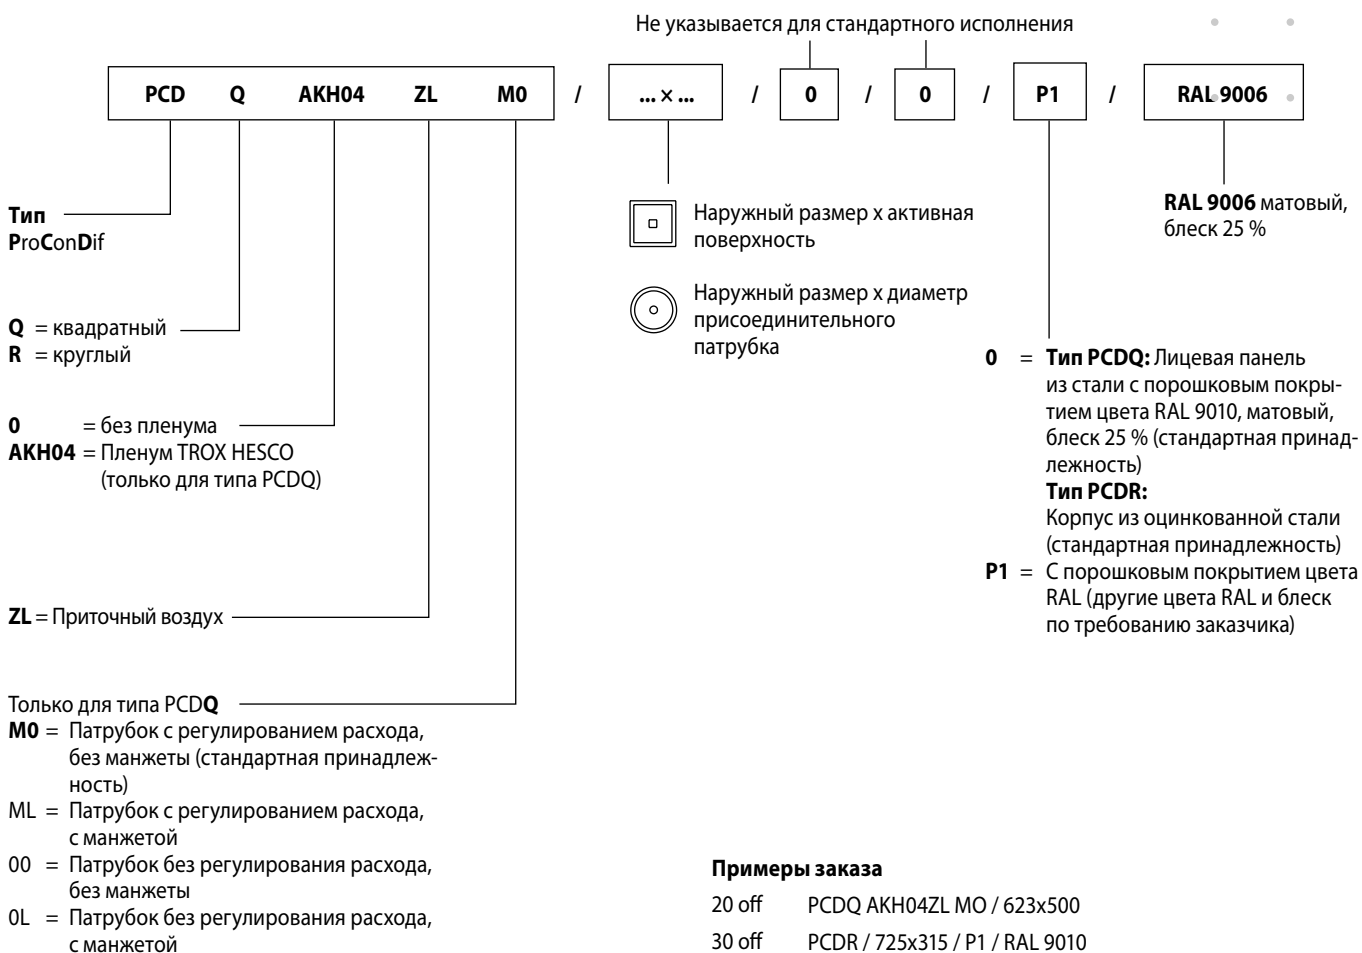 Не указывается для стандартного исполнения
PCD Q AKH04 ZL M0 / ... × ... / 0 / 0 / P1 / RAL 9006
Тип
ProConDif
Q = квадратный
R = круглый
0 = без пленума
AKH04 = Пленум TROX HESCO
(только для типа PCDQ)
ZL = Приточный воздух
Только для типа PCDQ
M0 = Патрубок с регулированием расхода,
без манжеты (стандартная принадлеж-
ность)
ML = Патрубок с регулированием расхода,
с манжетой
00 = Патрубок без регулирования расхода,
без манжеты
0L = Патрубок без регулирования расхода,
с манжетой
Наружный размер x активная
поверхность
Наружный размер x диаметр
присоединительного
патрубка
RAL 9006 матовый,
блеск 25 %
0 = Тип PCDQ: Лицевая панель
из стали с порошковым покры-
тием цвета RAL 9010, матовый,
блеск 25 % (стандартная принад-
лежность)
Тип PCDR:
Корпус из оцинкованной стали
(стандартная принадлежность)
P1 = С порошковым покрытием цвета
RAL (другие цвета RAL и блеск
по требованию заказчика)
Примеры заказа
20 off PCDQ AKH04ZL MO / 623x500
30 off PCDR / 725x315 / P1 / RAL 9010